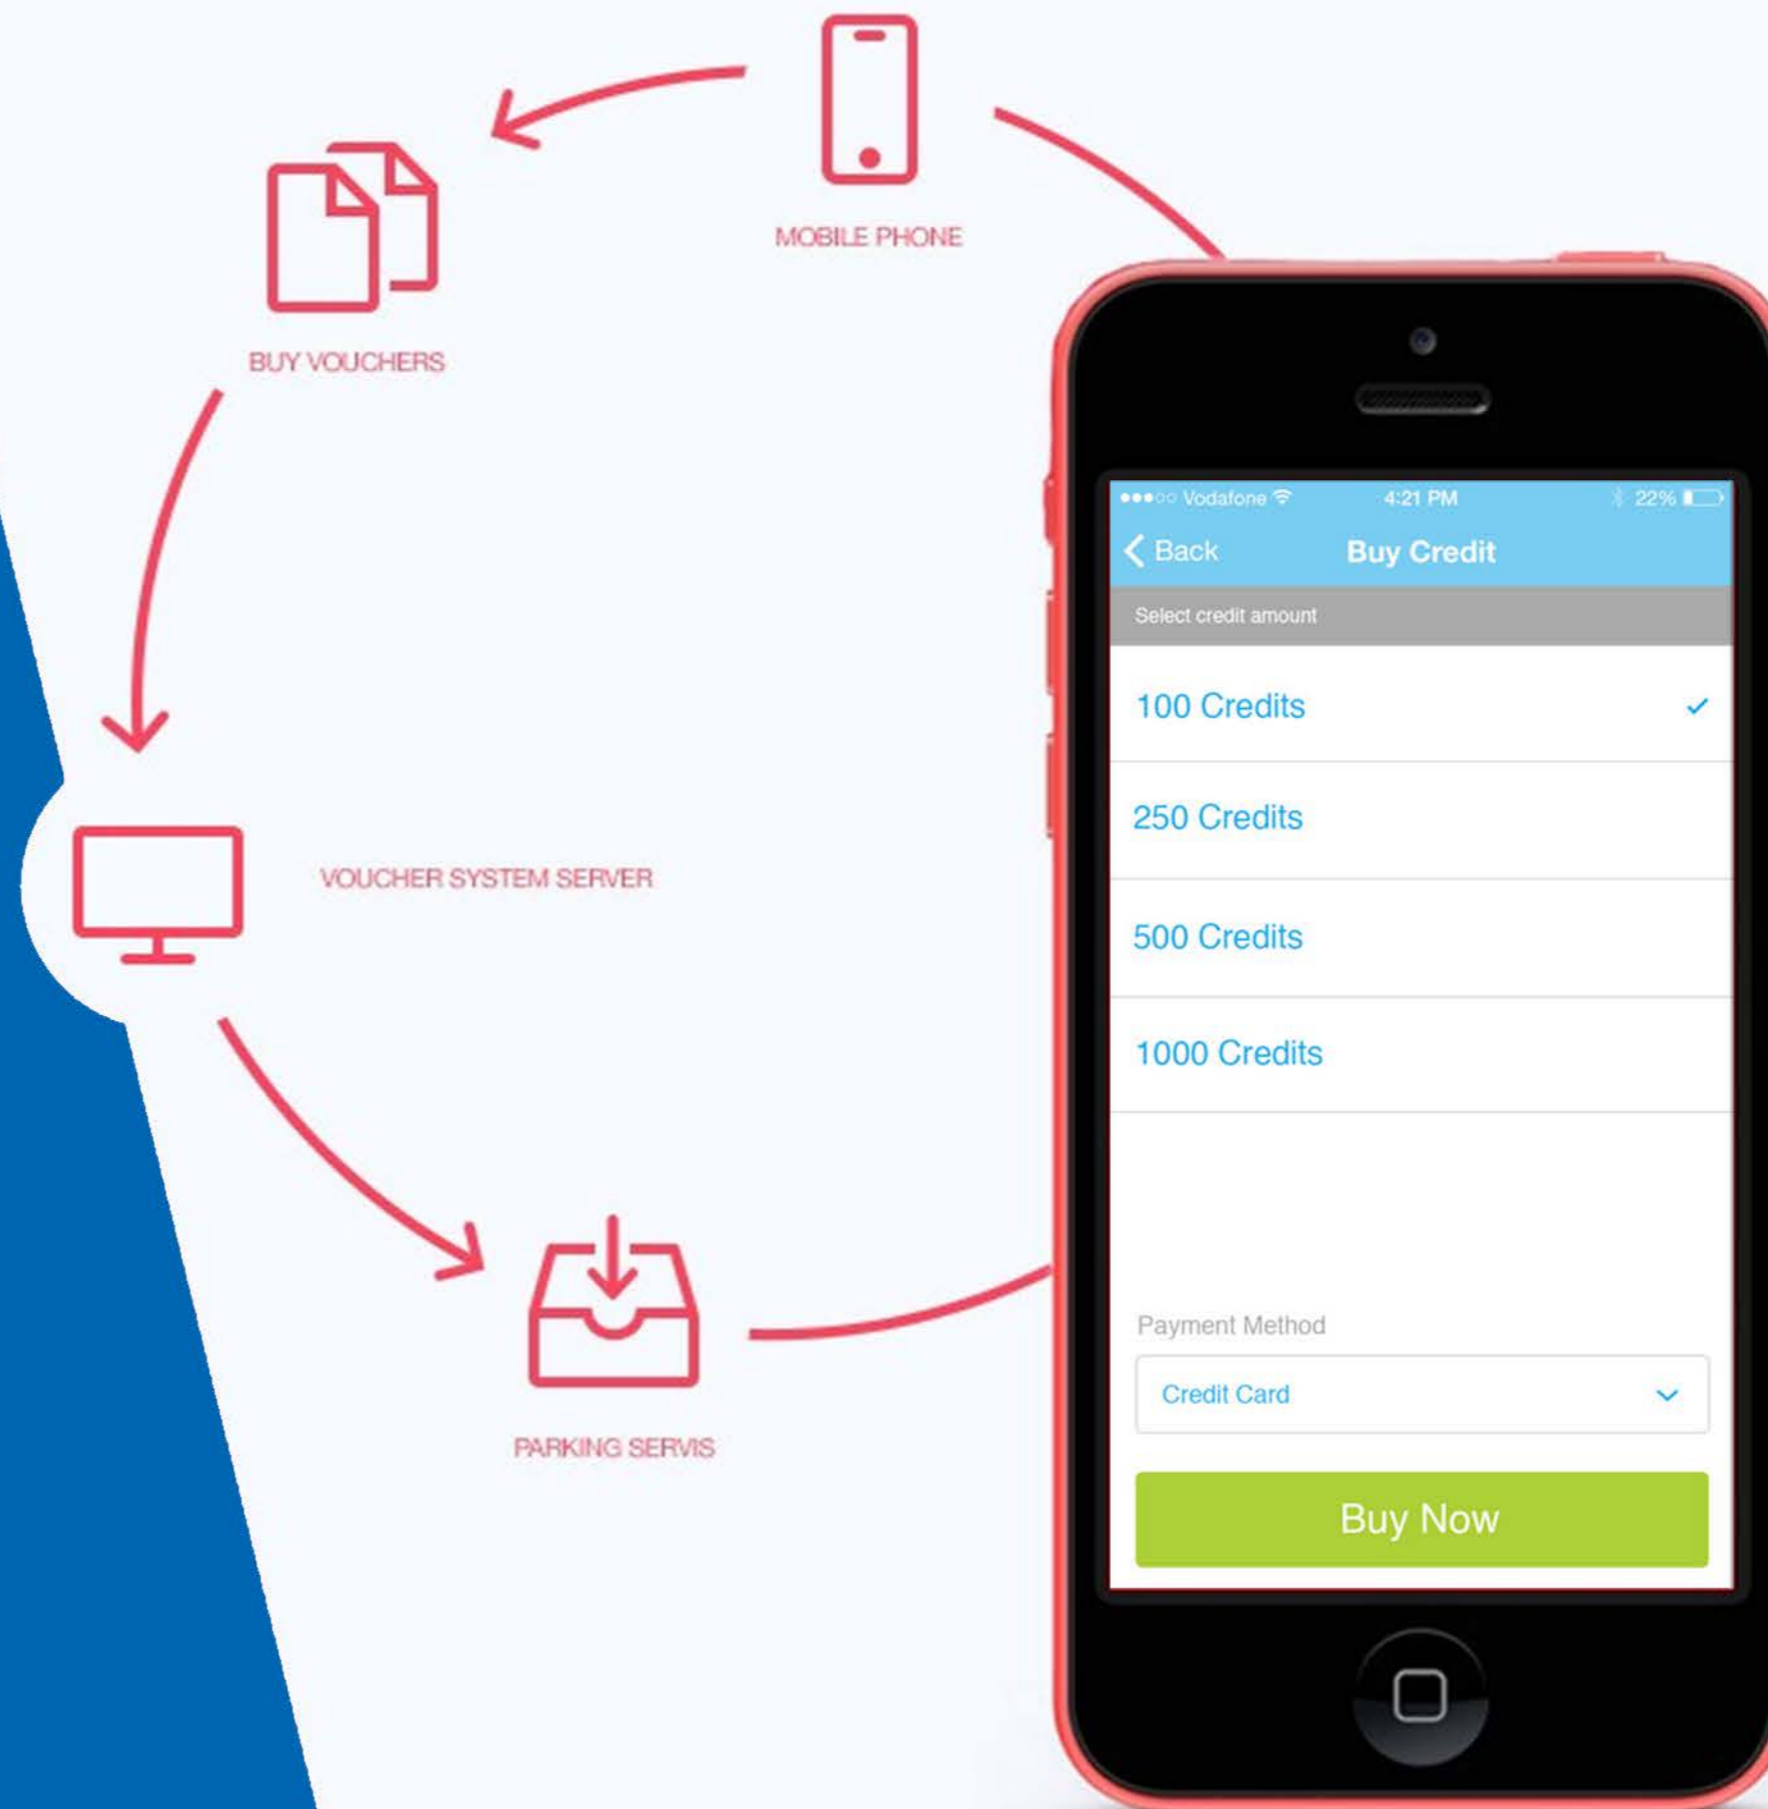 MOBILE PHONE
BUY VOUCHERS
VOUCHER SYSTEM SERVER
PARKING SERVIS
Vodafone 4:21 PM 22%
Back Buy Credit
Select credit amount
100 Credits
250 Credits
500 Credits
1000 Credits
Payment Method
Credit Card
Buy Now